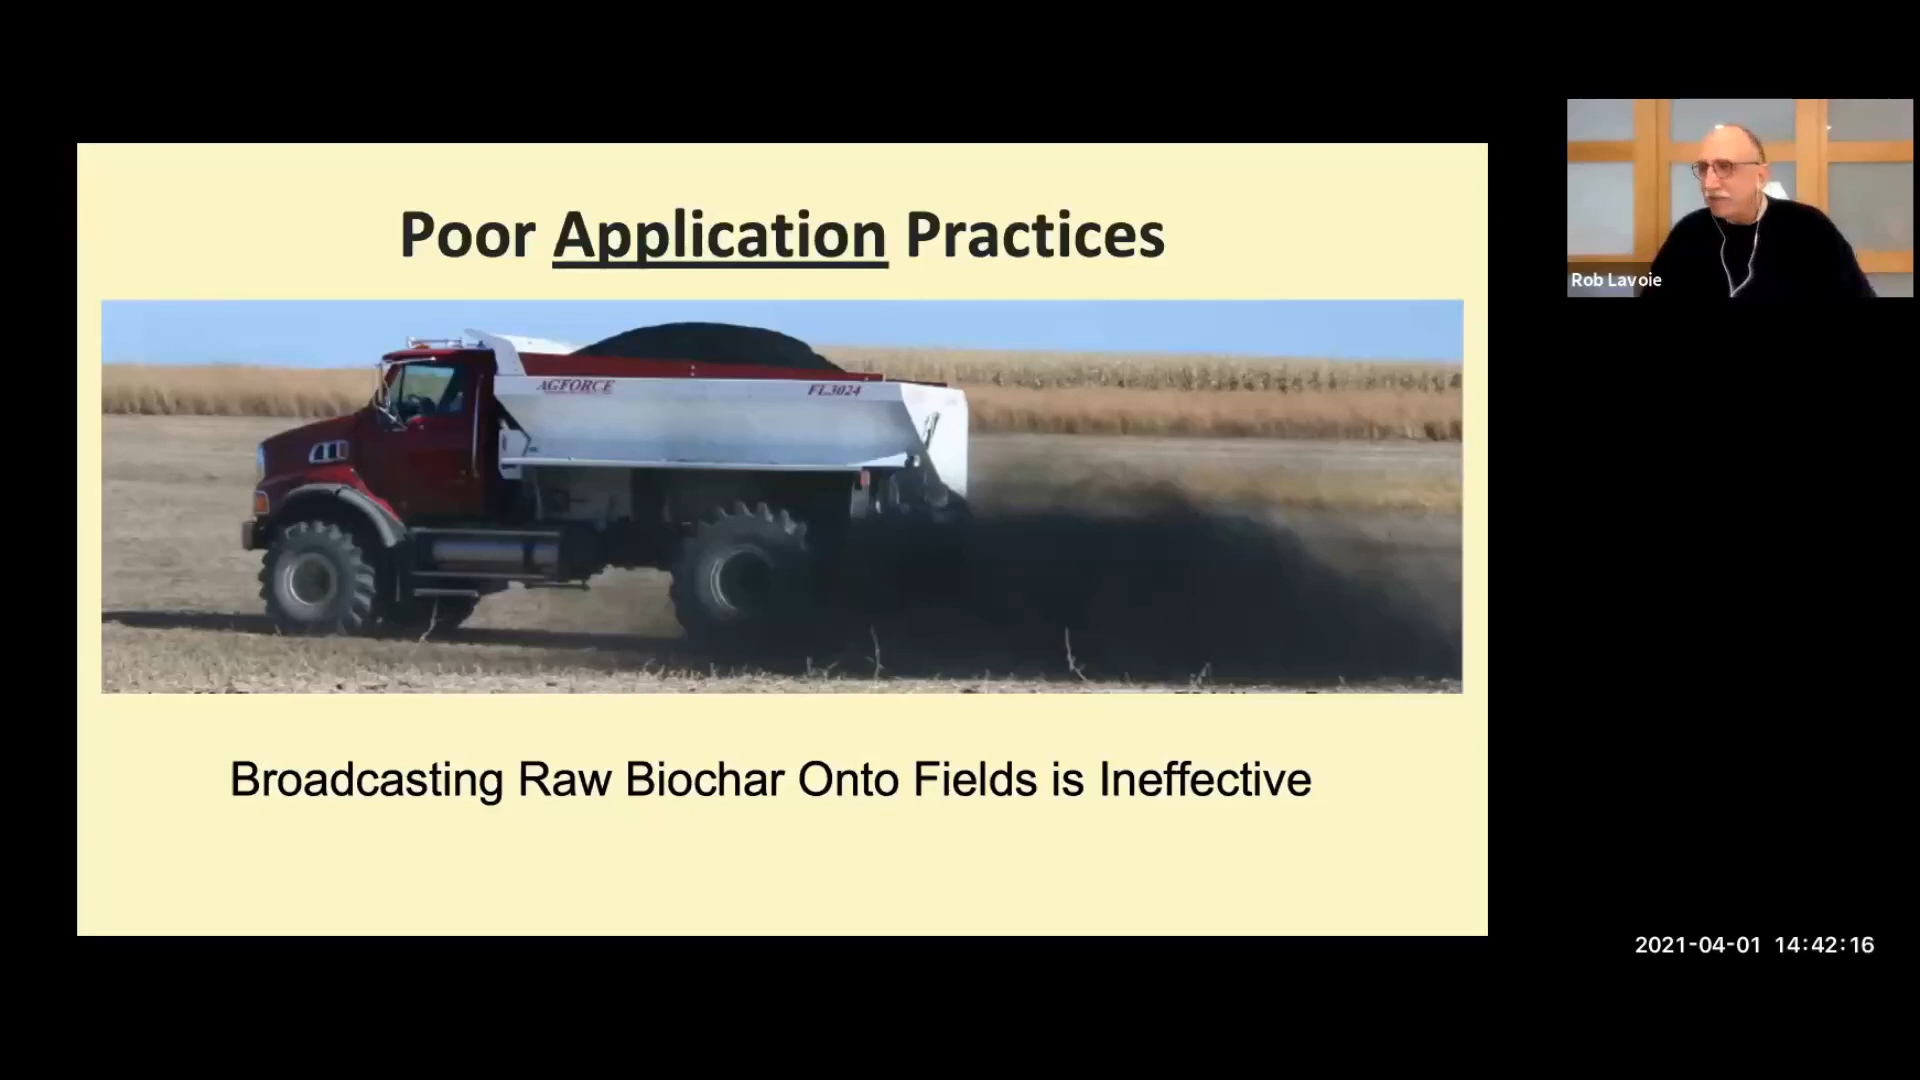 Poor Application Practices
AGFORCE
FL3024
Broadcasting Raw Biochar Onto Fields is Ineffective
Rob Lavoie
2021-04-01 14:42:16